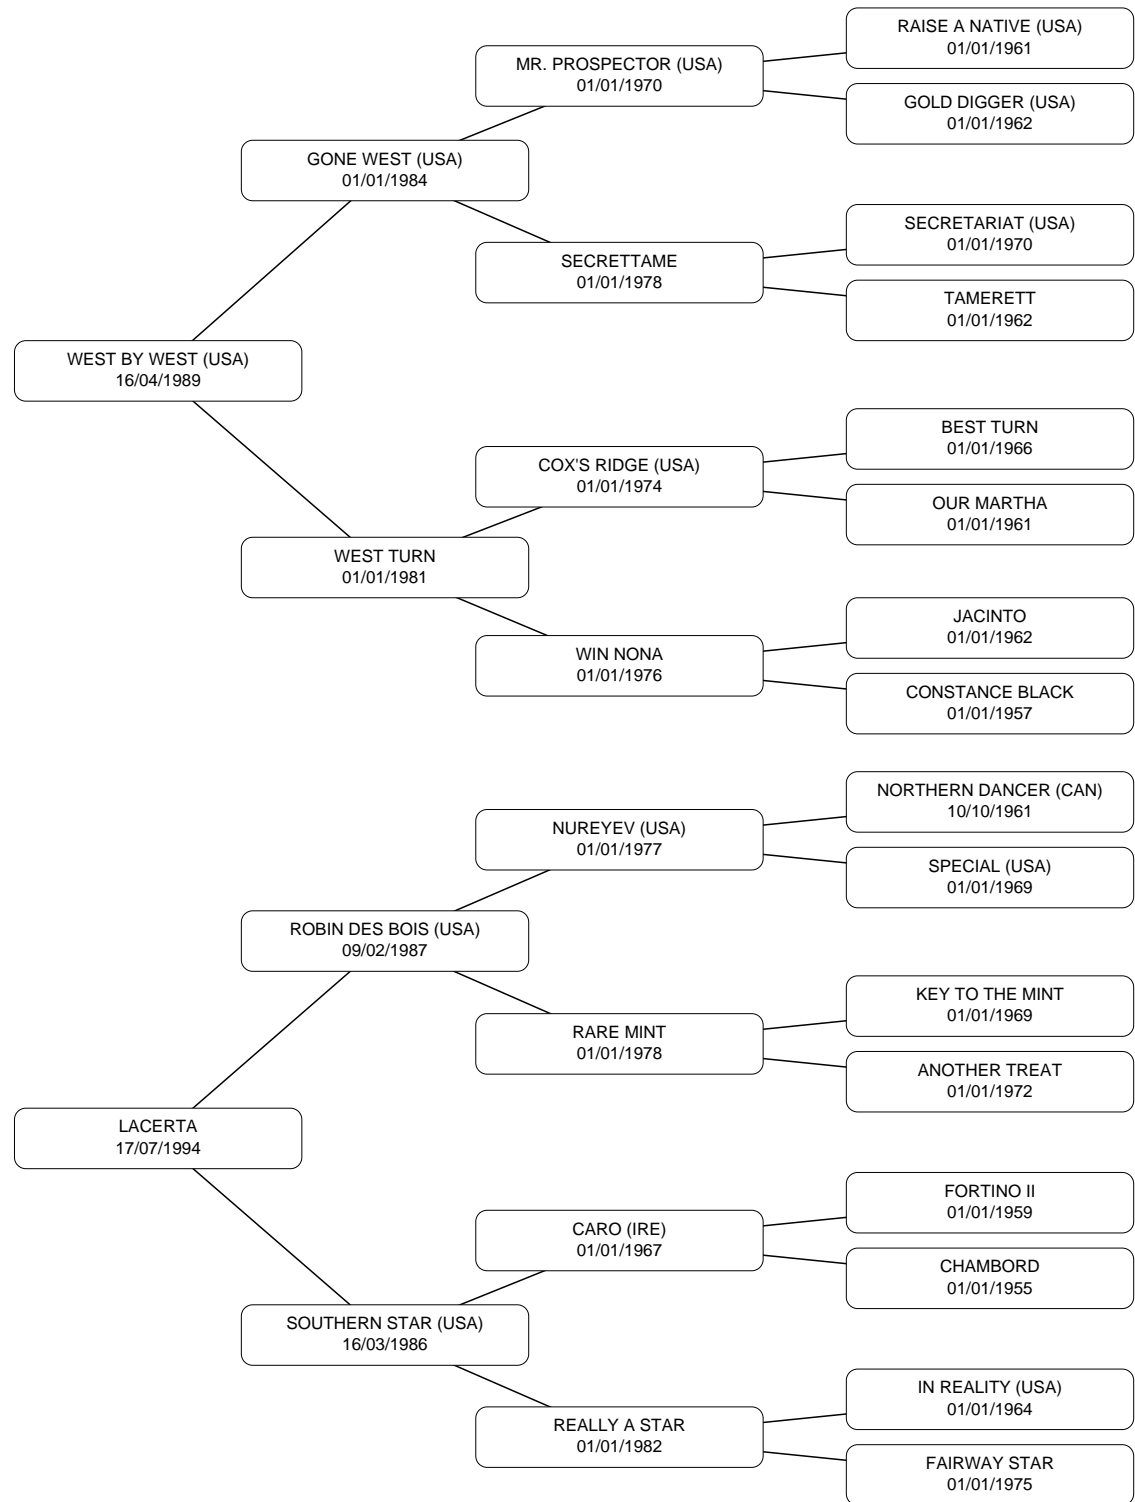 RAISE A NATIVE (USA)
01/01/1961
MR. PROSPECTOR (USA)
01/01/1970
GOLD DIGGER (USA)
01/01/1962
GONE WEST (USA)
01/01/1984
SECRETARIAT (USA)
01/01/1970
SECRETTAME
01/01/1978
TAMERETT
01/01/1962
WEST BY WEST (USA)
16/04/1989
BEST TURN
01/01/1966
COX'S RIDGE (USA)
01/01/1974
OUR MARTHA
01/01/1961
WEST TURN
01/01/1981
JACINTO
01/01/1962
WIN NONA
01/01/1976
CONSTANCE BLACK
01/01/1957
NORTHERN DANCER (CAN)
10/10/1961
NUREYEV (USA)
01/01/1977
SPECIAL (USA)
01/01/1969
ROBIN DES BOIS (USA)
09/02/1987
KEY TO THE MINT
01/01/1969
RARE MINT
01/01/1978
ANOTHER TREAT
01/01/1972
LACERTA
17/07/1994
FORTINO II
01/01/1959
CARO (IRE)
01/01/1967
CHAMBORD
01/01/1955
SOUTHERN STAR (USA)
16/03/1986
IN REALITY (USA)
01/01/1964
REALLY A STAR
01/01/1982
FAIRWAY STAR
01/01/1975